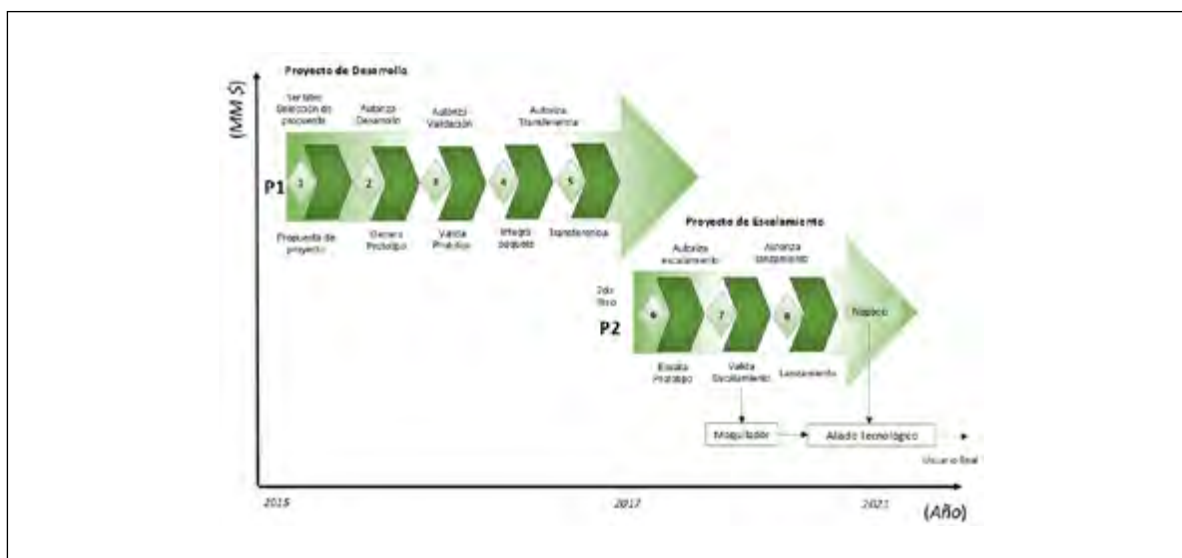 Proyecto de Desarrollo
(MM $)
Selección de
propuesta
Autoriza
Desarrollo
Autoriza
Validación
Autoriza
Transferencia
P1
1
2
3
4
5
Propuesta de
proyecto
Genera
Prototipo
Valida
Prototipo
Integra
paquete
Transferencia
Proyecto de Escalamiento
Autoriza
escalamiento
Autoriza
lanzamiento
2do
filtro
P2
6
7
8
Negocio
Escala
Prototipo
Valida
Escalamiento
Lanzamiento
Maquilador
Aliado Tecnológico
Usuario final
2015
2017
2021
(Año)